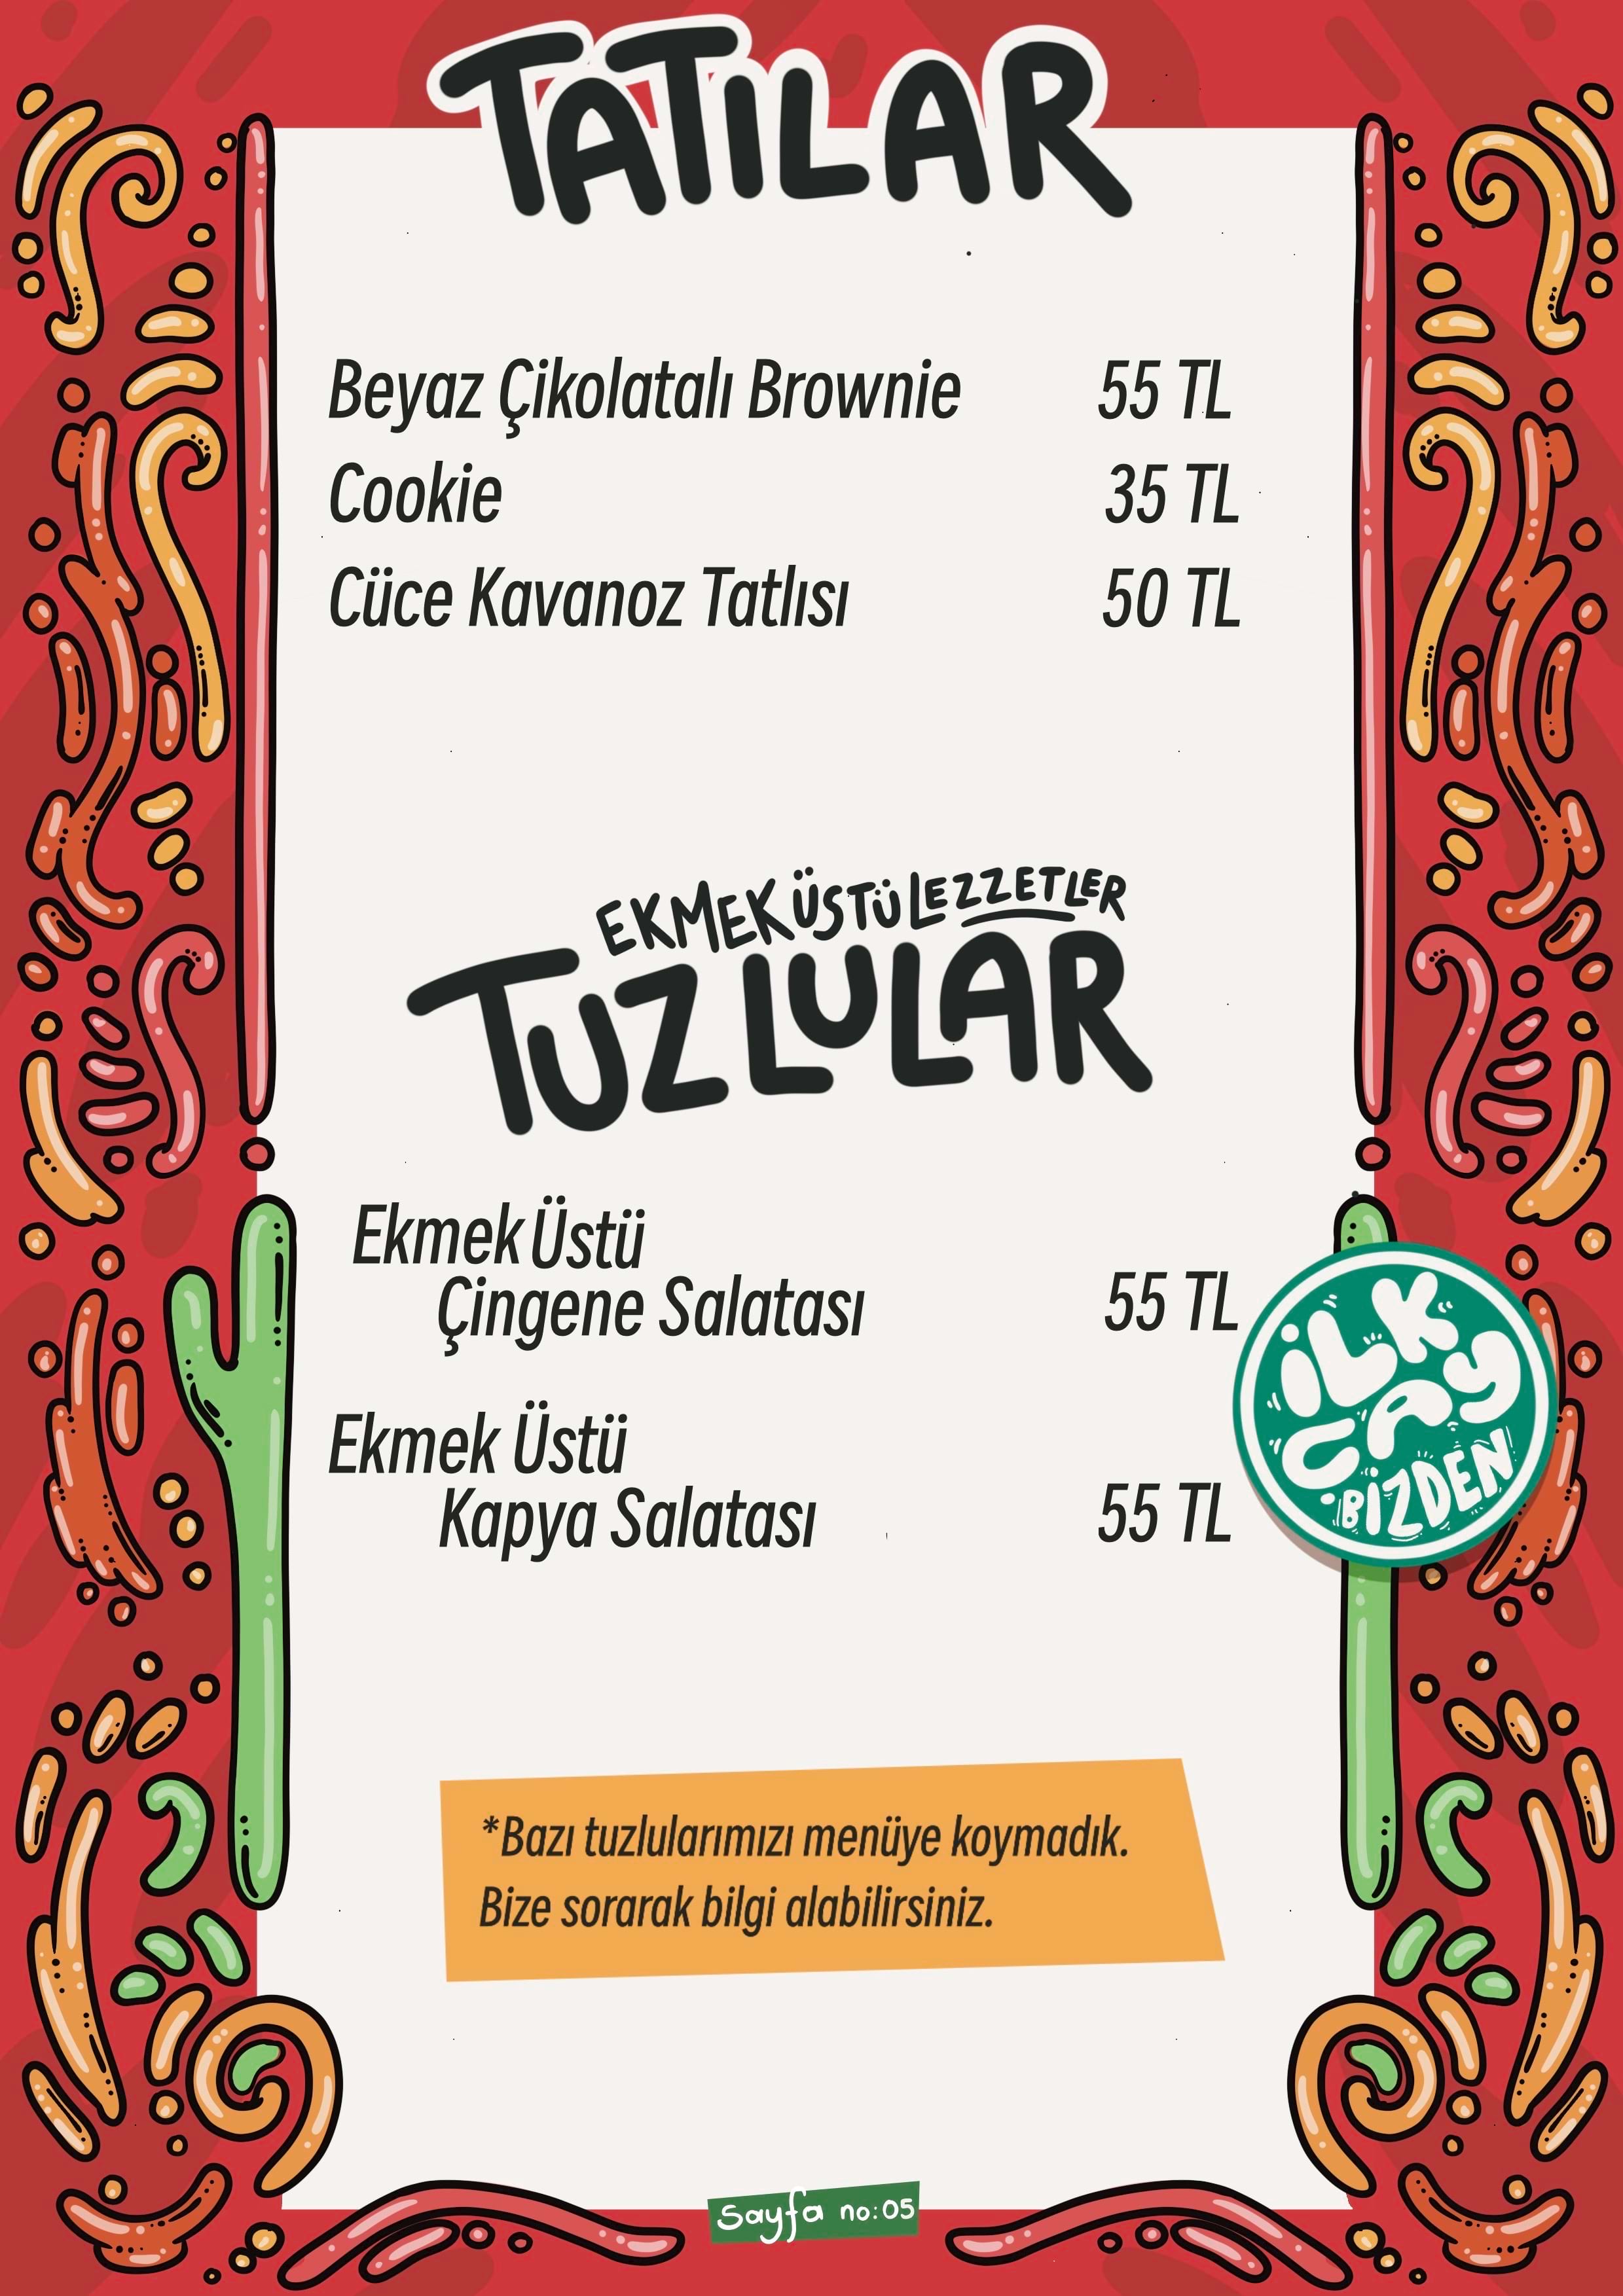 TATILAR
Beyaz Çikolatalı Brownie 55 TL
Cookie 35 TL
Cüce Kavanoz Tatlısı 50 TL
EKMEK ÜSTÜ LEZZETLER
TUZLULAR
Ekmek Üstü
Çingene Salatası 55 TL
Ekmek Üstü
Kapya Salatası 55 TL
İLK
ÇAY
BİZDEN
*Bazı tuzlularımızı menüye koymadık.
Bize sorarak bilgi alabilirsiniz.
Sayfa no:05